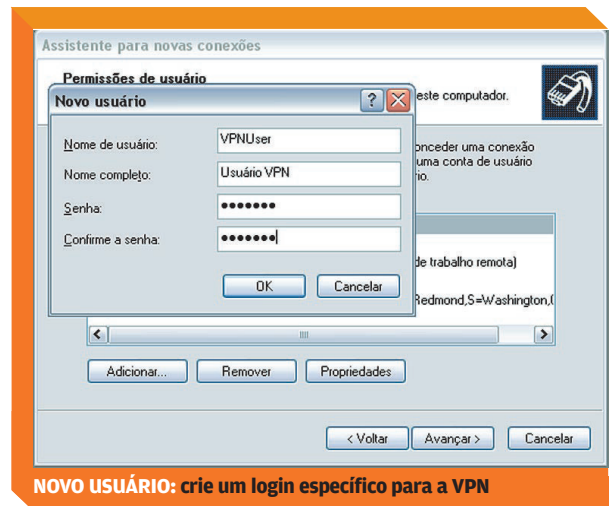 Assistente para novas conexões
Permissões de usuário
este computador.
Novo usuário
Nome de usuário: VPNUser
Nome completo: Usuário VPN
Senha: •••••••
Confirme a senha: •••••••
OK Cancelar
onceder uma conexão
uma conta de usuário
rio.
de trabalho remota)
Redmond,S=Washington,
Adicionar... Remover Propriedades
< Voltar Avançar > Cancelar
NOVO USUÁRIO: crie um login específico para a VPN